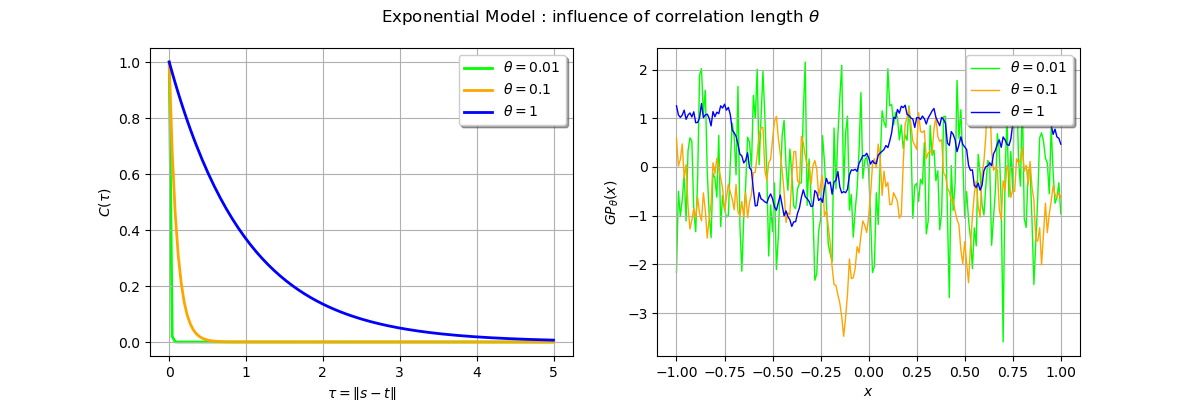 Exponential Model : influence of correlation length θ
C(τ)
1.0
0.8
0.6
0.4
0.2
0.0
0 1 2 3 4 5
τ = ‖s − t‖
θ = 0.01
θ = 0.1
θ = 1
GPθ(x)
2
1
0
−1
−2
−3
−1.00 −0.75 −0.50 −0.25 0.00 0.25 0.50 0.75 1.00
x
θ = 0.01
θ = 0.1
θ = 1